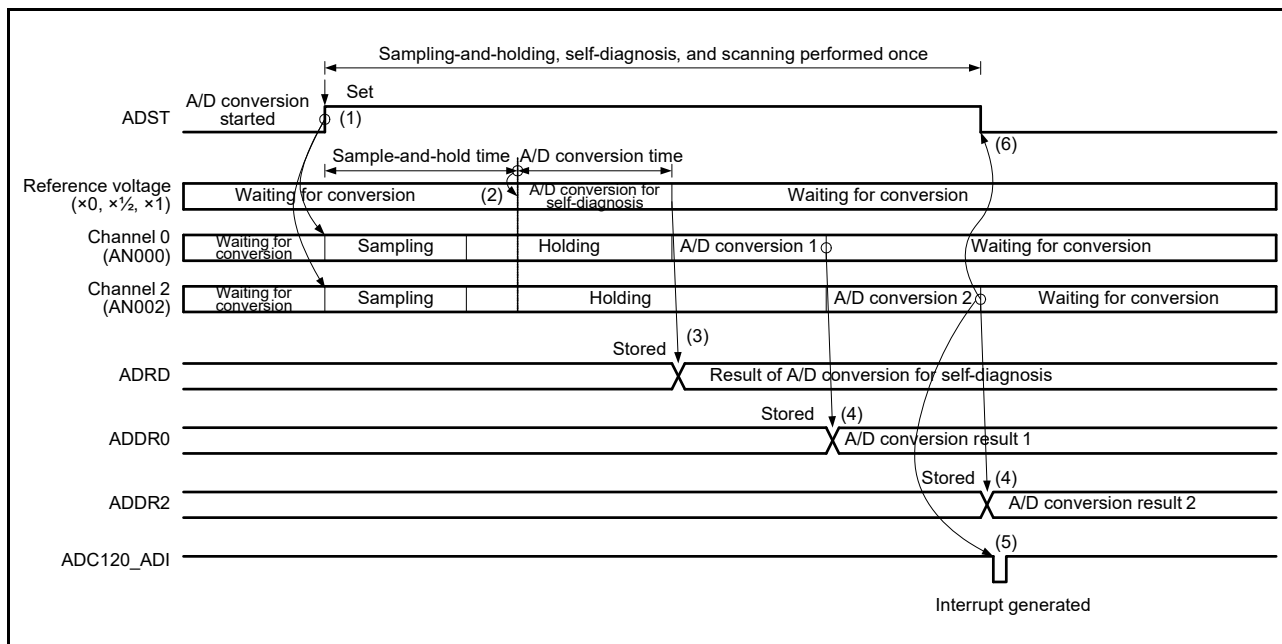 Sampling-and-holding, self-diagnosis, and scanning performed once
A/D conversion
started
Set
ADST
(1)
(6)
Sample-and-hold time
A/D conversion time
Reference voltage
(×0, ×½, ×1)
Waiting for conversion
(2)
A/D conversion for
self-diagnosis
Waiting for conversion
Channel 0
(AN000)
Waiting for
conversion
Sampling
Holding
A/D conversion 1
Waiting for conversion
Channel 2
(AN002)
Waiting for
conversion
Sampling
Holding
A/D conversion 2
Waiting for conversion
Stored
(3)
ADRD
Result of A/D conversion for self-diagnosis
Stored
(4)
ADDR0
A/D conversion result 1
Stored
(4)
ADDR2
A/D conversion result 2
(5)
ADC120_ADI
Interrupt generated